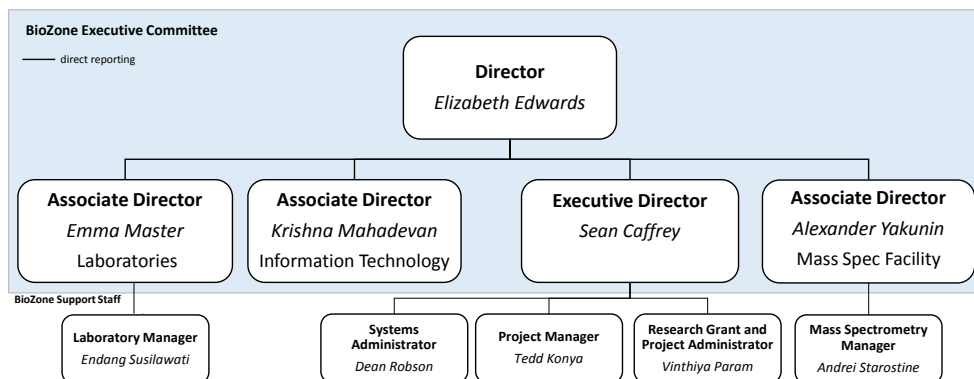 BioZone Executive Committee
direct reporting
Director
Elizabeth Edwards
Associate Director
Emma Master
Laboratories
Associate Director
Krishna Mahadevan
Information Technology
Executive Director
Sean Caffrey
Associate Director
Alexander Yakunin
Mass Spec Facility
BioZone Support Staff
Laboratory Manager
Endang Susilawati
Systems
Administrator
Dean Robson
Project Manager
Tedd Konya
Research Grant and
Project Administrator
Vinthiya Param
Mass Spectrometry
Manager
Andrei Starostine